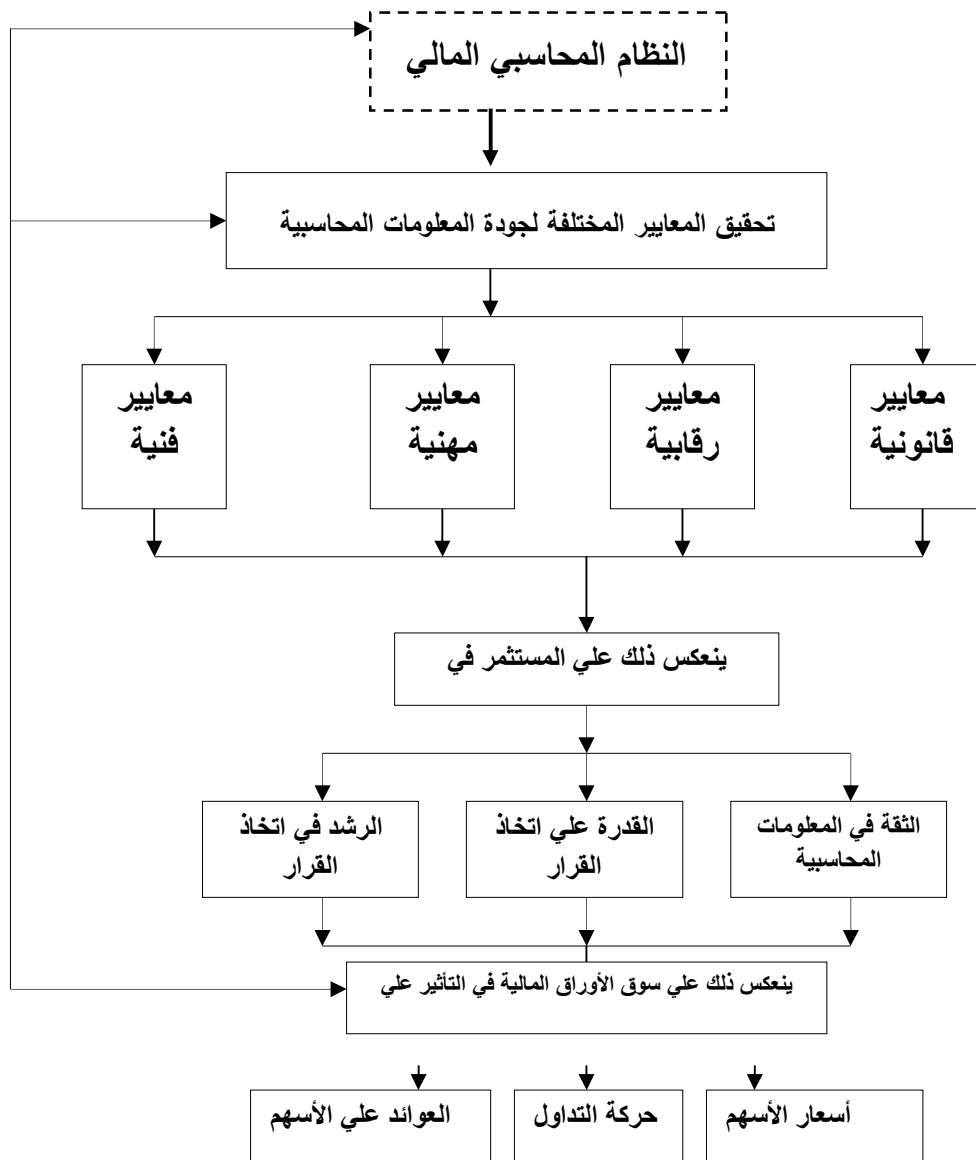 النظام المحاسبي المالي
تحقيق المعايير المختلفة لجودة المعلومات المحاسبية
معايير
قانونية
معايير
رقابية
معايير
مهنية
معايير
فنية
ينعكس ذلك علي المستثمر في
الثقة في المعلومات
المحاسبية
القدرة علي اتخاذ
القرار
الرشد في اتخاذ
القرار
ينعكس ذلك علي سوق الأوراق المالية في التأثير علي
أسعار الأسهم
حركة التداول
العوائد علي الأسهم